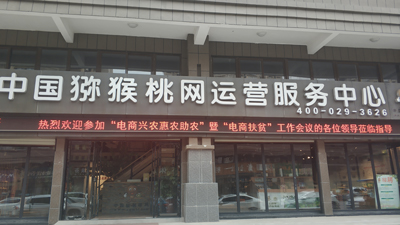 中国猕猴桃网运营服务中心
400-029-3626
热烈欢迎参加“电商兴农惠农助农”暨“电商扶贫”工作会议的各位领导莅临指导